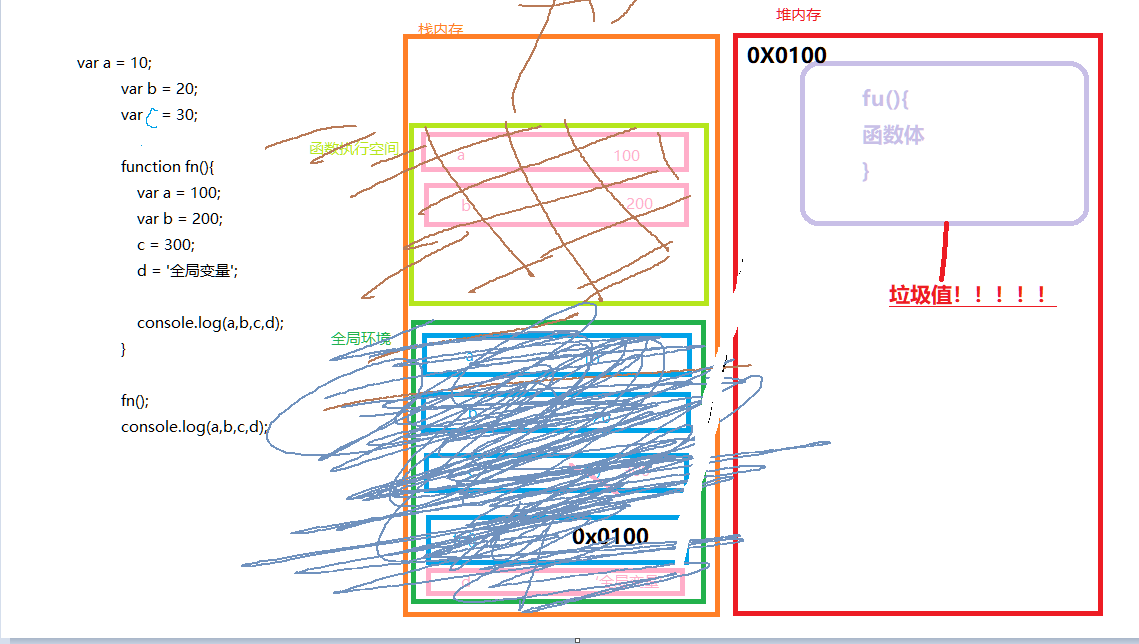 var a = 10;
var b = 20;
var c = 30;
function fn(){
var a = 100;
var b = 200;
c = 300;
d = '全局变量';
console.log(a,b,c,d);
}
fn();
console.log(a,b,c,d);
栈内存
函数执行空间
a 100
b 200
全局环境
a
b
0x0100
d '全局变量'
堆内存
0X0100
fu(){
函数体
}
垃圾值！！！！！